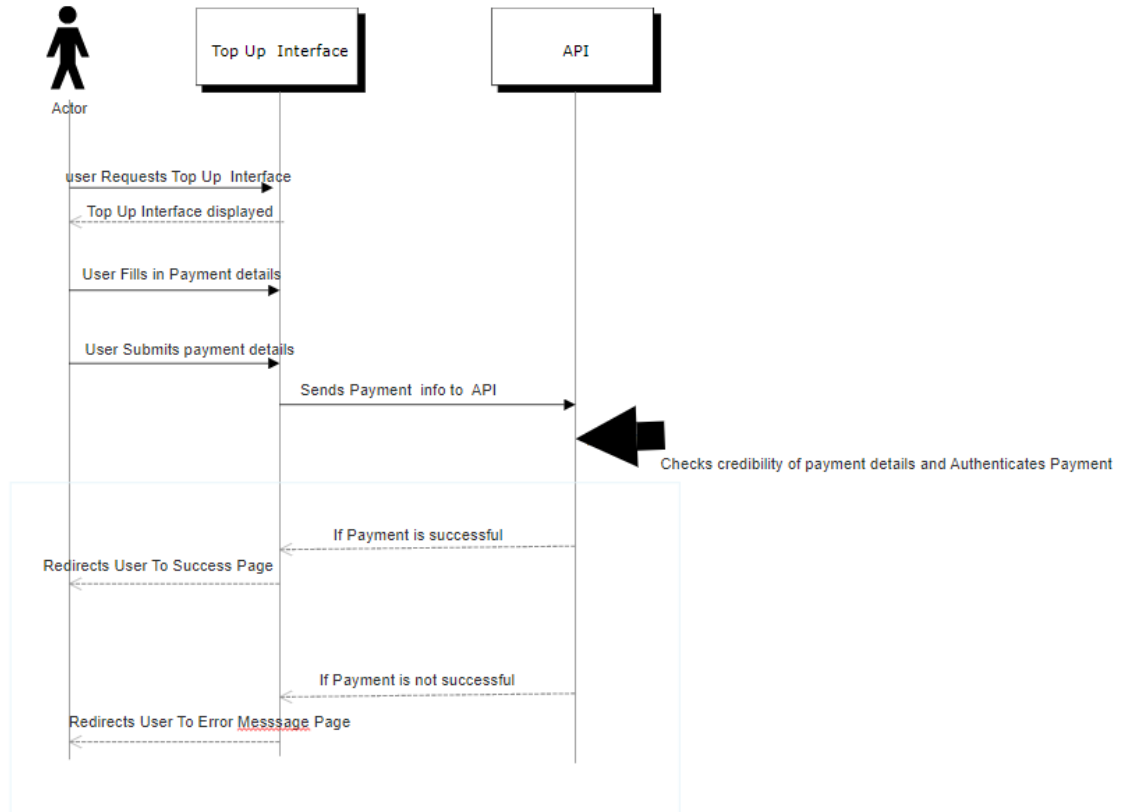 Top Up Interface
API
Actor
user Requests Top Up Interface
Top Up Interface displayed
User Fills in Payment details
User Submits payment details
Sends Payment info to API
Checks credibility of payment details and Authenticates Payment
If Payment is successful
Redirects User To Success Page
If Payment is not successful
Redirects User To Error Messsage Page